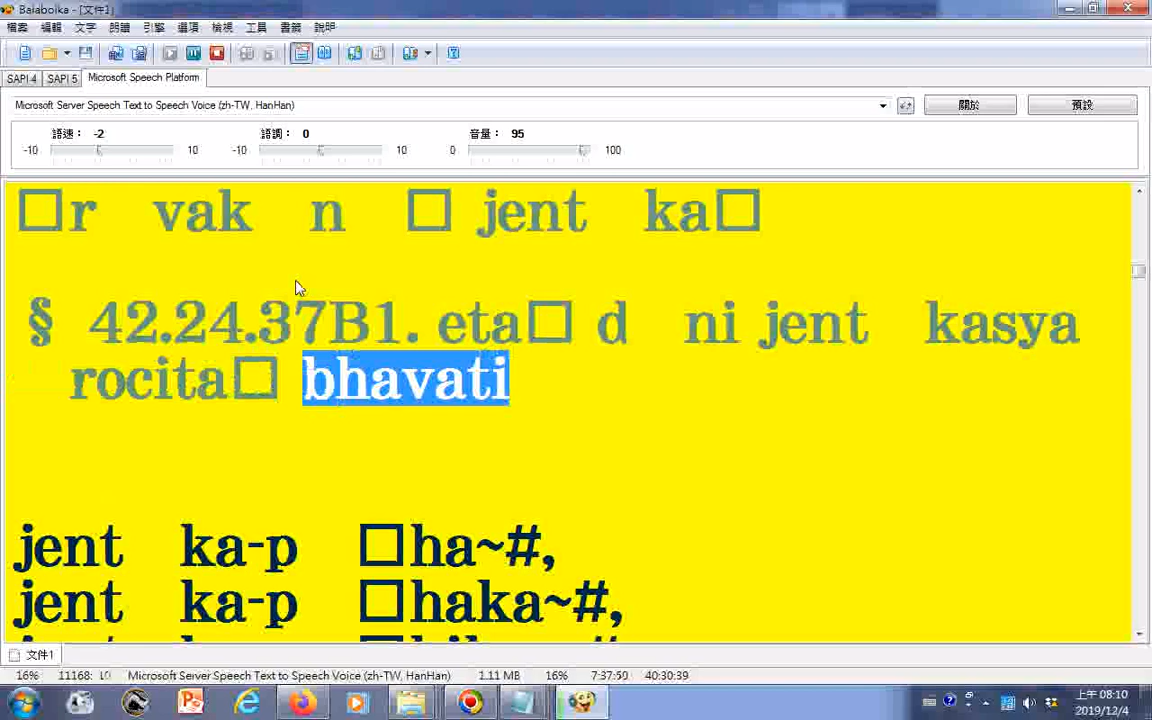 Balabolka - [文件1]
檔案 編輯 文字 朗讀 引擎 選項 檢視 工具 書籤 說明
SAPI 4 SAPI 5 Microsoft Speech Platform
Microsoft Server Speech Text to Speech Voice (zh-TW, HanHan) 關於 預設
語速： -2 語調： 0 音量： 95
-10 10 -10 10 0 100
□r vak n □ jent ka□
§ 42.24.37B1. eta□ d ni jent kasya
rocita□ bhavati
jent ka-p □ha~#,
jent ka-p □haka~#,
文件1
16% 11168: 10 Microsoft Server Speech Text to Speech Voice (zh-TW, HanHan) 1.11 MB 16% 7:37:50 40:30:39
上午 08:10
2019/12/4